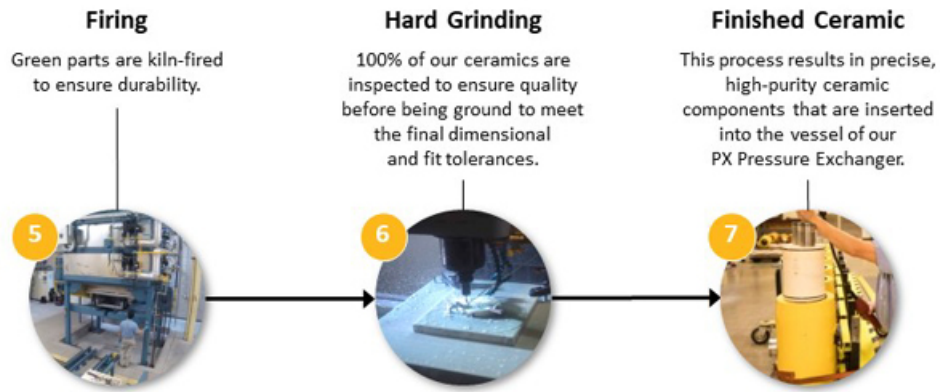 Firing
Green parts are kiln-fired
to ensure durability.
5
Hard Grinding
100% of our ceramics are
inspected to ensure quality
before being ground to meet
the final dimensional
and fit tolerances.
6
Finished Ceramic
This process results in precise,
high-purity ceramic
components that are inserted
into the vessel of our
PX Pressure Exchanger.
7